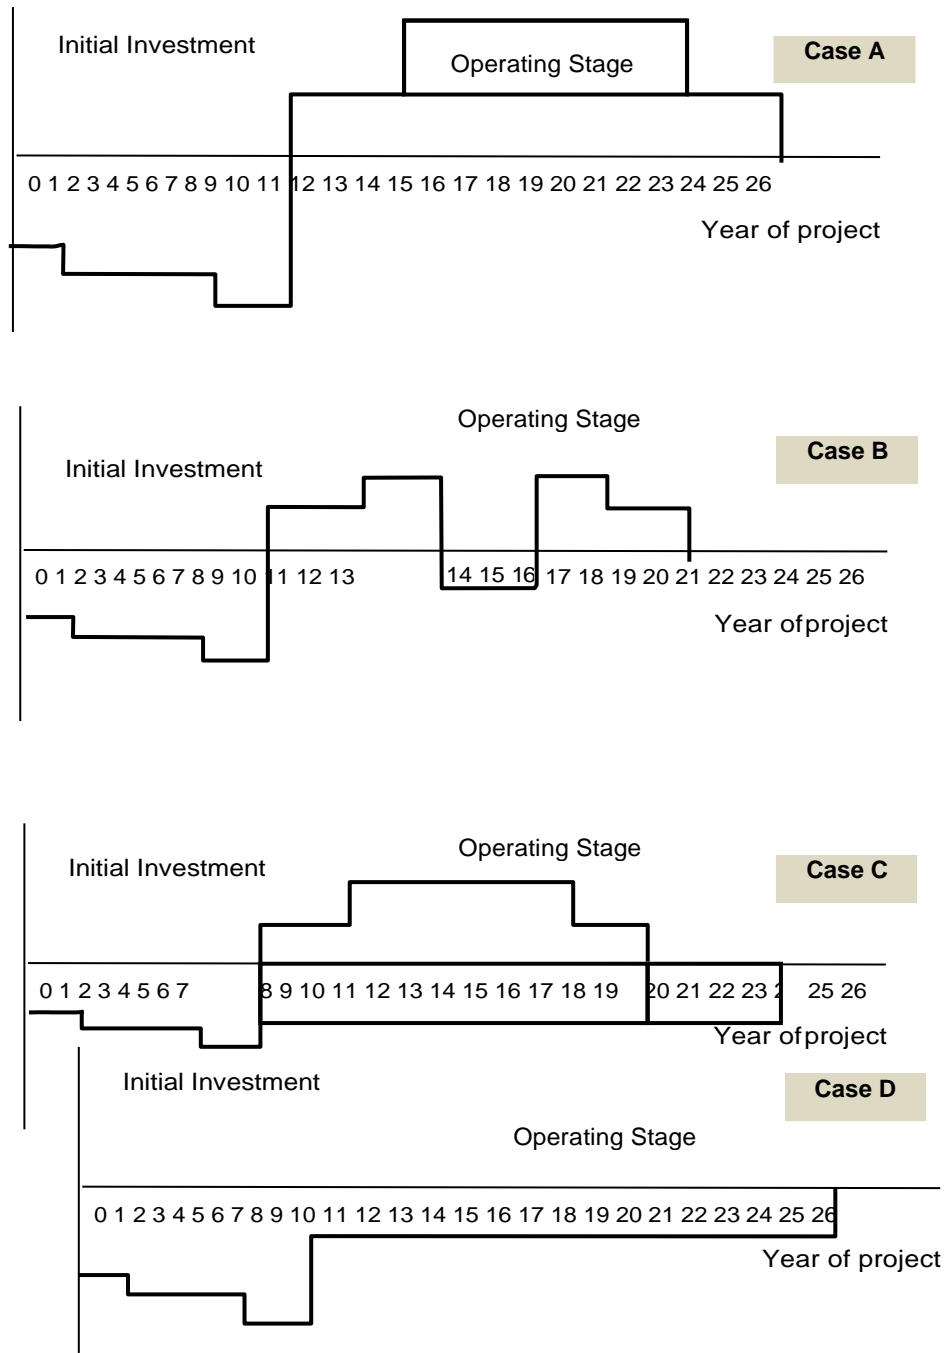 Initial Investment
Case A
Operating Stage
0 1 2 3 4 5 6 7 8 9 10 11 12 13 14 15 16 17 18 19 20 21 22 23 24 25 26
Year of project
Operating Stage
Case B
Initial Investment
0 1 2 3 4 5 6 7 8 9 10 11 12 13 14 15 16 17 18 19 20 21 22 23 24 25 26
Year of project
Operating Stage
Case C
Initial Investment
0 1 2 3 4 5 6 7 8 9 10 11 12 13 14 15 16 17 18 19 20 21 22 23 25 26
Year of project
Initial Investment
Case D
Operating Stage
0 1 2 3 4 5 6 7 8 9 10 11 12 13 14 15 16 17 18 19 20 21 22 23 24 25 26
Year of project